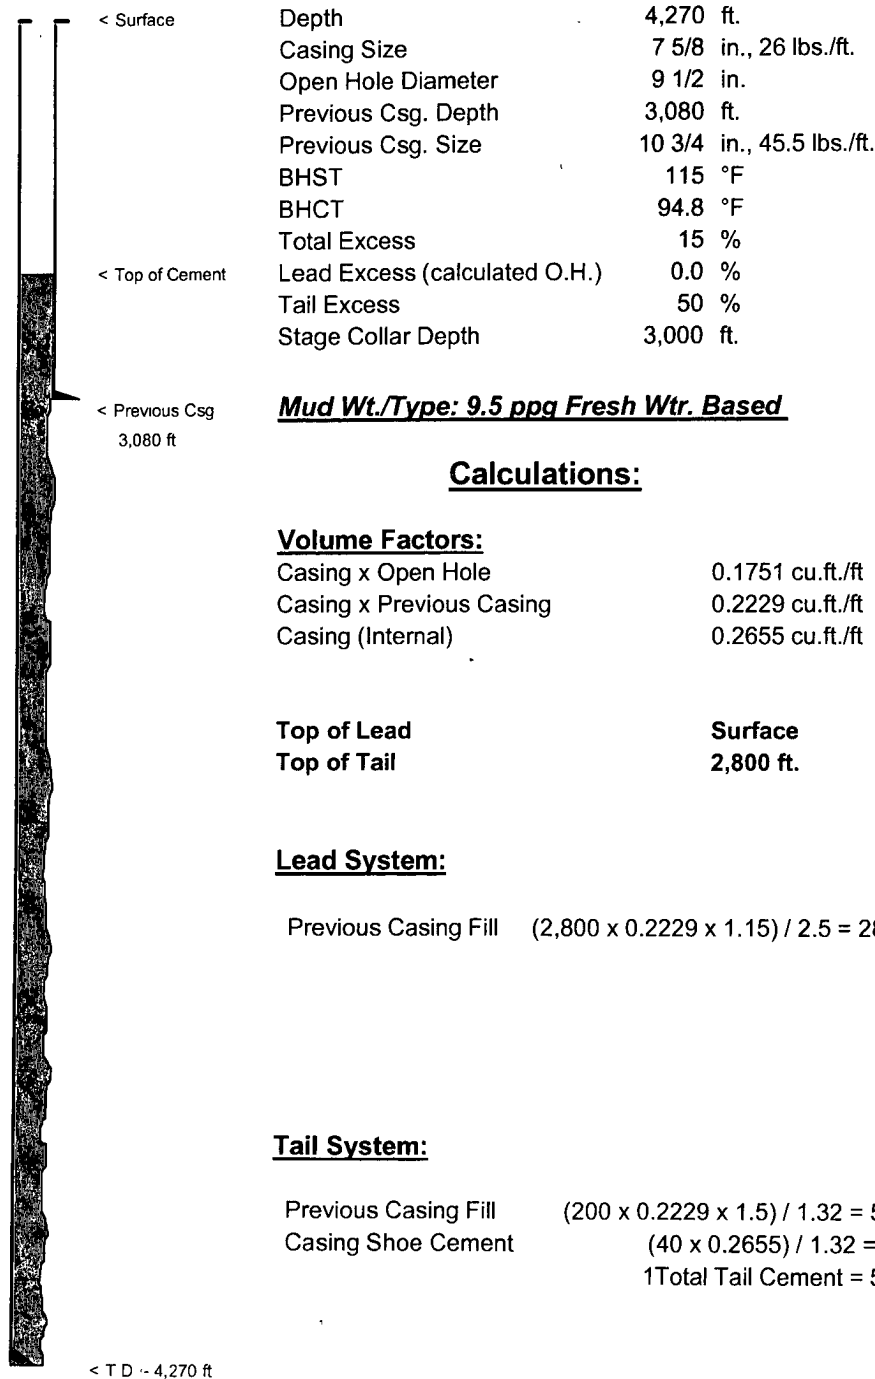 < Surface
Depth 4,270 ft.
Casing Size 7 5/8 in., 26 lbs./ft.
Open Hole Diameter 9 1/2 in.
Previous Csg. Depth 3,080 ft.
Previous Csg. Size 10 3/4 in., 45.5 lbs./ft.
BHST 115 °F
BHCT 94.8 °F
Total Excess 15 %
< Top of Cement
Lead Excess (calculated O.H.) 0.0 %
Tail Excess 50 %
Stage Collar Depth 3,000 ft.
< Previous Csg
3,080 ft
Mud Wt./Type: 9.5 ppg Fresh Wtr. Based
Calculations:
Volume Factors:
Casing x Open Hole 0.1751 cu.ft./ft
Casing x Previous Casing 0.2229 cu.ft./ft
Casing (Internal) 0.2655 cu.ft./ft
Top of Lead Surface
Top of Tail 2,800 ft.
Lead System:
Previous Casing Fill (2,800 x 0.2229 x 1.15) / 2.5 = 28
Tail System:
Previous Casing Fill (200 x 0.2229 x 1.5) / 1.32 =
Casing Shoe Cement (40 x 0.2655) / 1.32 =
1Total Tail Cement =
< T D - 4,270 ft